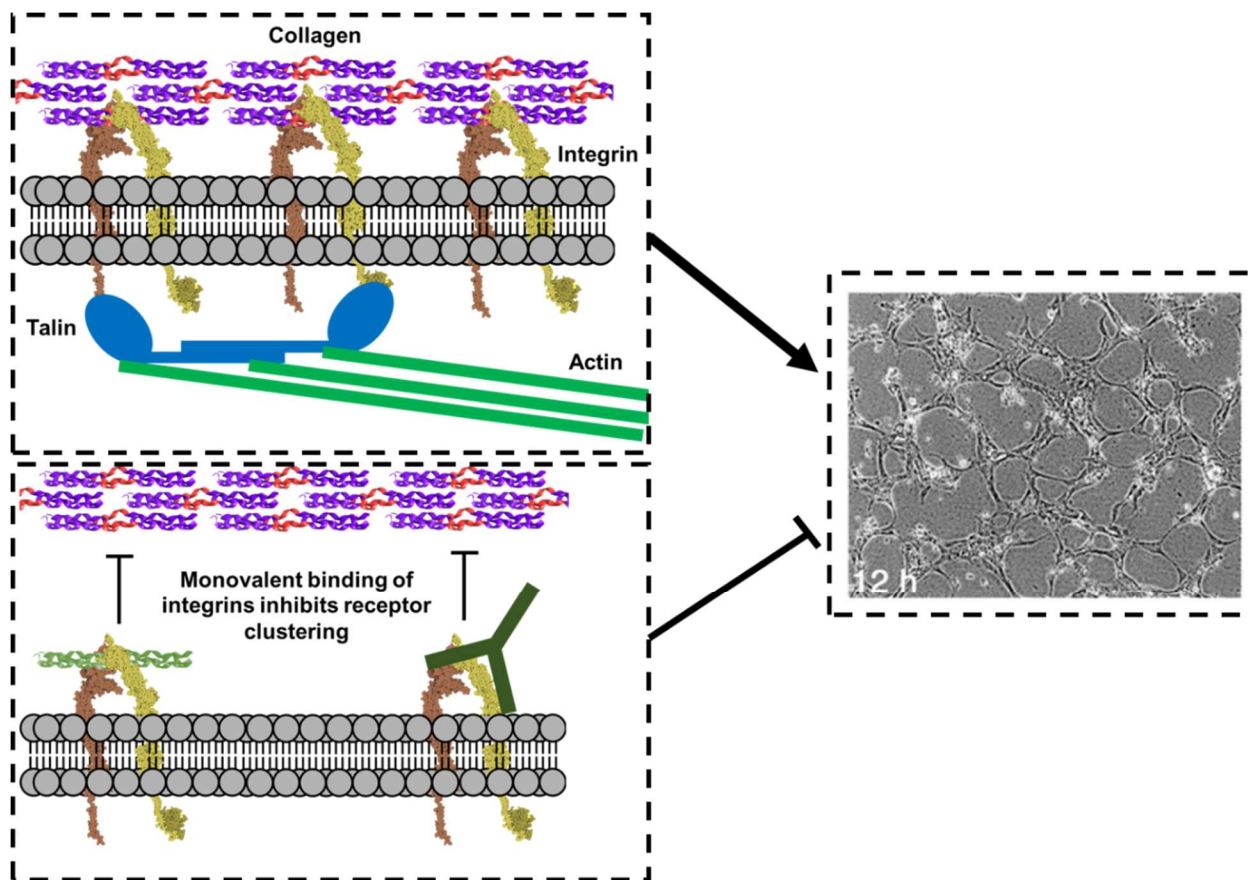 Collagen
Integrin
Talin
Actin
Monovalent binding of
integrins inhibits receptor
clustering
12 h